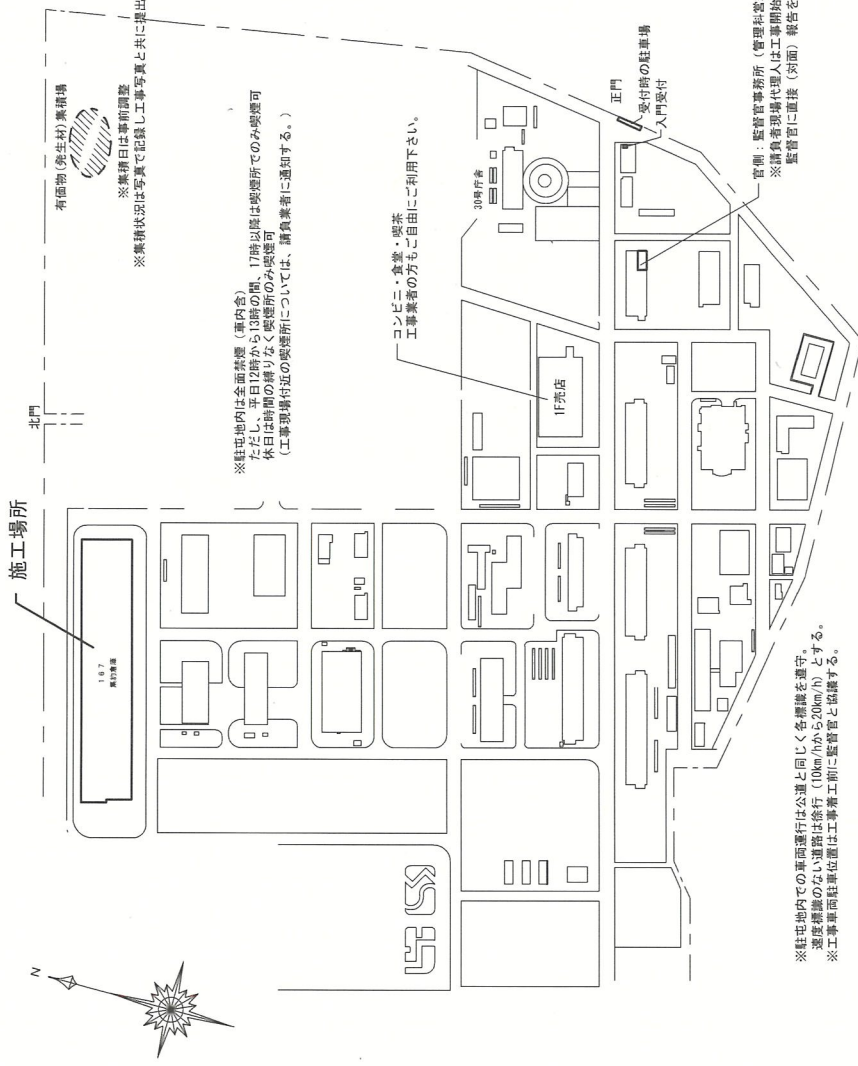 施工場所
北門
有価物(発生材)集積場
※集積日は事前調整
※集積状況は写真で記録し工事写真と共に提出
167
集約倉庫
※駐屯地内は全面禁煙(車内含)
ただし、平日12時から13時の間、17時以降は喫煙所でのみ喫煙可
休日は時間の縛りなく喫煙所のみ喫煙可
(工事現場付近の喫煙所については、請負業者に通知する。)
コンビニ・食堂・喫茶
工事業者の方もご自由にご利用下さい。
30号庁舎
1F売店
正門
受付時の駐車場
入門受付
官側:監督官事務所(管理科営
※請負者現場代理人は工事開始
監督官に直接(対面)報告を
N
※駐屯地内での車両運行は公道と同じく各標識を遵守。
速度標識のない道路は徐行(10km/hから20km/h)とする。
※工事車両駐車位置は工事着工前に監督官と協議する。